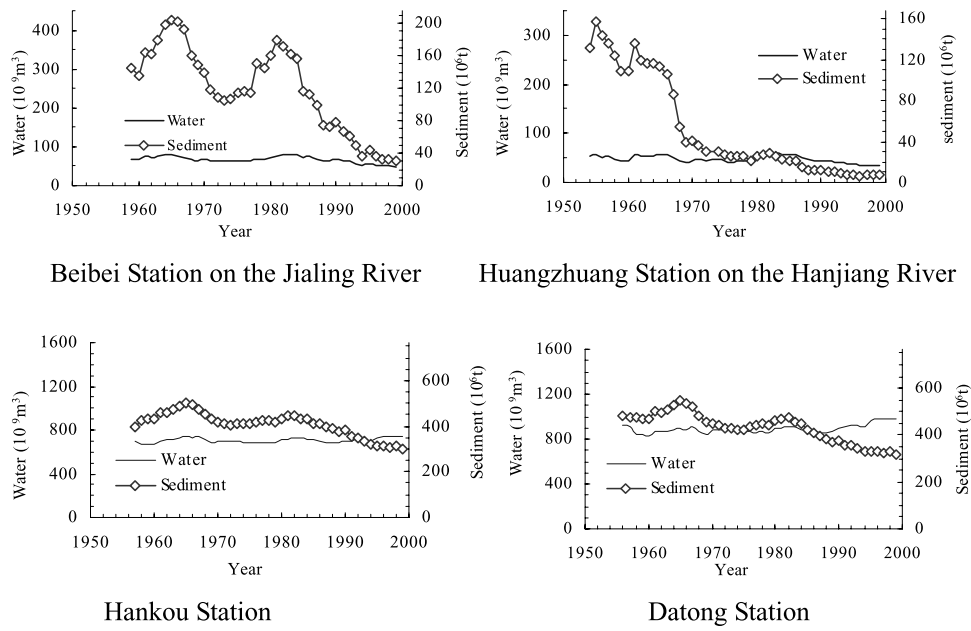 Water (10⁹m³)
400
300
200
100
0
Water
Sediment
200
160
120
80
40
0
Sediment (10⁶t)
1950 1960 1970 1980 1990 2000
Year
Beibei Station on the Jialing River
Water (10⁹m³)
300
200
100
0
Water
Sediment
160
120
80
40
0
sediment (10⁶t)
1950 1960 1970 1980 1990 2000
Year
Huangzhuang Station on the Hanjiang River
Water (10⁹m³)
1600
1200
800
400
0
Water
Sediment
600
400
200
0
Sediment (10⁶t)
1950 1960 1970 1980 1990 2000
Year
Hankou Station
Water (10⁹m³)
1600
1200
800
400
0
Water
Sediment
600
400
200
0
Sediment (10⁶t)
1950 1960 1970 1980 1990 2000
Year
Datong Station